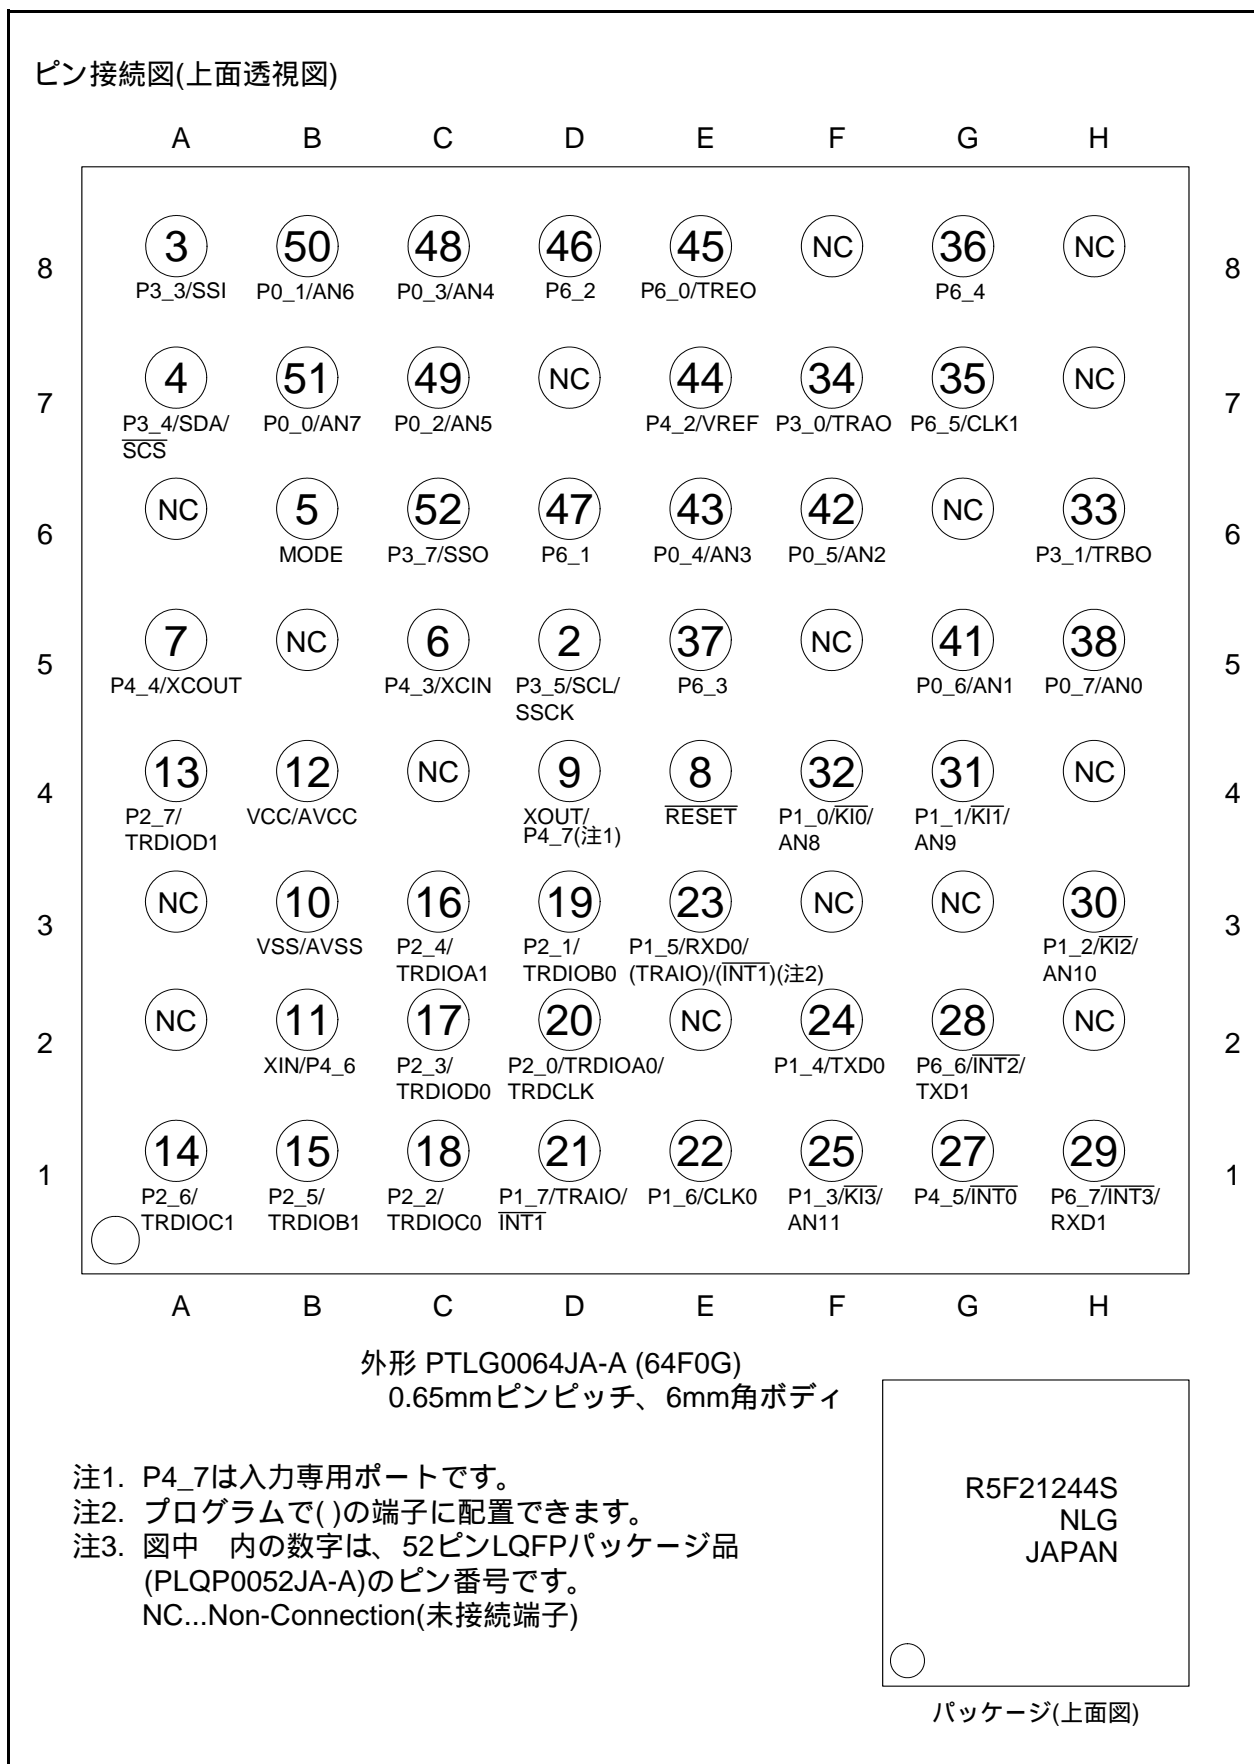 ピン接続図(上面透視図)
A B C D E F G H
8 3 50 48 46 45 NC 36 NC 8
P3_3/SSI P0_1/AN6 P0_3/AN4 P6_2 P6_0/TREO P6_4
7 4 51 49 NC 44 34 35 NC 7
P3_4/SDA/ P0_0/AN7 P0_2/AN5 P4_2/VREF P3_0/TRAO P6_5/CLK1
SCS
6 NC 5 52 47 43 42 NC 33 6
MODE P3_7/SSO P6_1 P0_4/AN3 P0_5/AN2 P3_1/TRBO
5 7 NC 6 2 37 NC 41 38 5
P4_4/XCOUT P4_3/XCIN P3_5/SCL/ P6_3 P0_6/AN1 P0_7/AN0
SSCK
4 13 12 NC 9 8 32 31 NC 4
P2_7/ VCC/AVCC XOUT/ RESET P1_0/KI0/ P1_1/KI1/
TRDIOD1 P4_7(注1) AN8 AN9
3 NC 10 16 19 23 NC NC 30 3
VSS/AVSS P2_4/ P2_1/ P1_5/RXD0/ P1_2/KI2/
TRDIOA1 TRDIOB0 (TRAIO)/(INT1)(注2) AN10
2 NC 11 17 20 NC 24 28 NC 2
XIN/P4_6 P2_3/ P2_0/TRDIOA0/ P1_4/TXD0 P6_6/INT2/
TRDIOD0 TRDCLK TXD1
1 14 15 18 21 22 25 27 29 1
P2_6/ P2_5/ P2_2/ P1_7/TRAIO/ P1_6/CLK0 P1_3/KI3/ P4_5/INT0 P6_7/INT3/
TRDIOC1 TRDIOB1 TRDIOC0 INT1 AN11 RXD1
A B C D E F G H
外形 PTLG0064JA-A (64F0G)
0.65mmピンピッチ、6mm角ボディ
注1. P4_7は入力専用ポートです。
注2. プログラムで( )の端子に配置できます。
注3. 図中　内の数字は、52ピンLQFPパッケージ品
(PLQP0052JA-A)のピン番号です。
NC...Non-Connection(未接続端子)
R5F21244S
NLG
JAPAN
パッケージ(上面図)